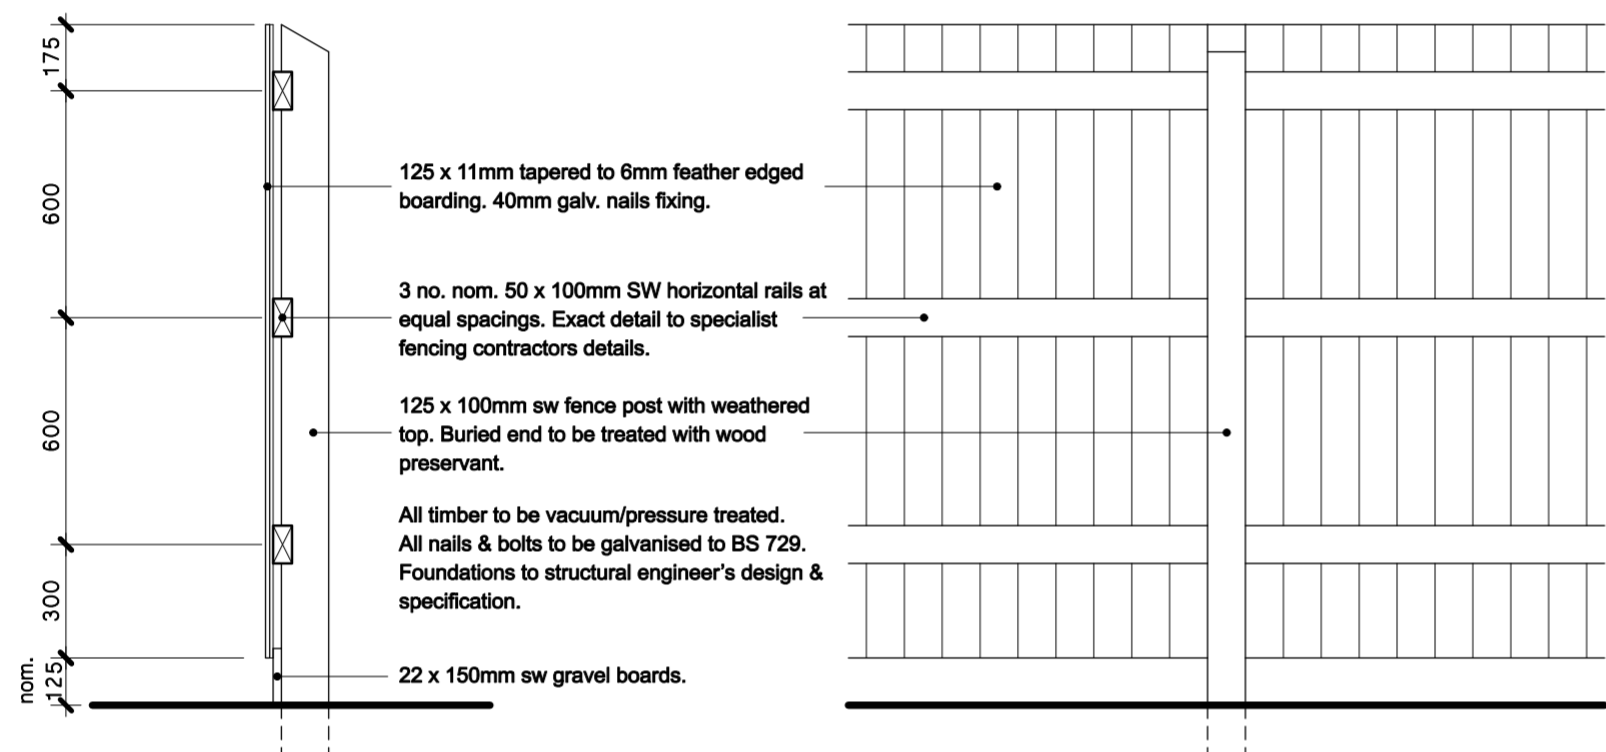 175
600
600
300
nom.
125
125 x 11mm tapered to 6mm feather edged
boarding. 40mm galv. nails fixing.
3 no. nom. 50 x 100mm SW horizontal rails at
equal spacings. Exact detail to specialist
fencing contractors details.
125 x 100mm sw fence post with weathered
top. Buried end to be treated with wood
preservant.
All timber to be vacuum/pressure treated.
All nails & bolts to be galvanised to BS 729.
Foundations to structural engineer's design &
specification.
22 x 150mm sw gravel boards.